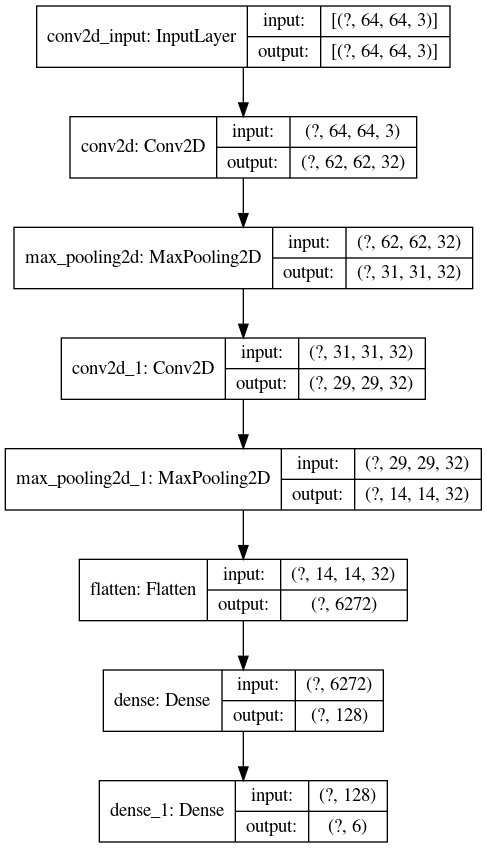 conv2d_input: InputLayer input: [(?, 64, 64, 3)]
output: [(?, 64, 64, 3)]
conv2d: Conv2D input: (?, 64, 64, 3)
output: (?, 62, 62, 32)
max_pooling2d: MaxPooling2D input: (?, 62, 62, 32)
output: (?, 31, 31, 32)
conv2d_1: Conv2D input: (?, 31, 31, 32)
output: (?, 29, 29, 32)
max_pooling2d_1: MaxPooling2D input: (?, 29, 29, 32)
output: (?, 14, 14, 32)
flatten: Flatten input: (?, 14, 14, 32)
output: (?, 6272)
dense: Dense input: (?, 6272)
output: (?, 128)
dense_1: Dense input: (?, 128)
output: (?, 6)